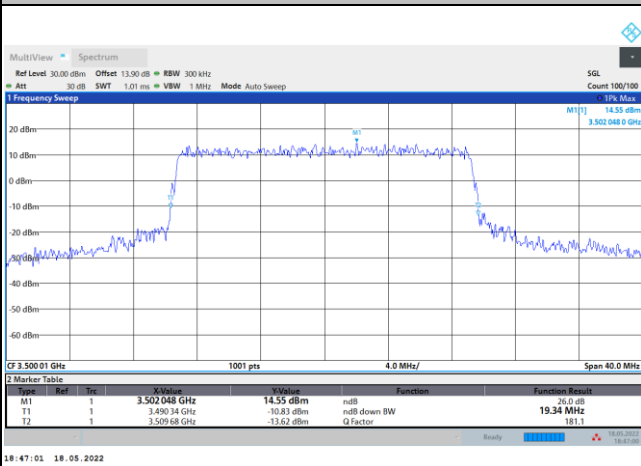 MultiView Spectrum
Ref Level 30.00 dBm Offset 13.90 dB RBW 300 kHz SGL
Att 30 dB SWT 1.01 ms VBW 1 MHz Mode Auto Sweep Count 100/100
1 Frequency Sweep 1Pk Max
M1[1] 14.55 dBm
3.502 048 0 GHz
20 dBm
M1
10 dBm
0 dBm
-10 dBm
-20 dBm
-30 dBm
-40 dBm
-50 dBm
-60 dBm
CF 3.500 01 GHz 1001 pts 4.0 MHz/ Span 40.0 MHz
2 Marker Table
Type Ref Trc X-Value Y-Value Function Function Result
M1 1 3.502 048 GHz 14.55 dBm ndB 26.0 dB
T1 1 3.490 34 GHz -10.83 dBm ndB down BW 19.34 MHz
T2 1 3.509 68 GHz -13.62 dBm Q Factor 181.1
Ready 18.05.2022
18:47:00
18:47:01 18.05.2022